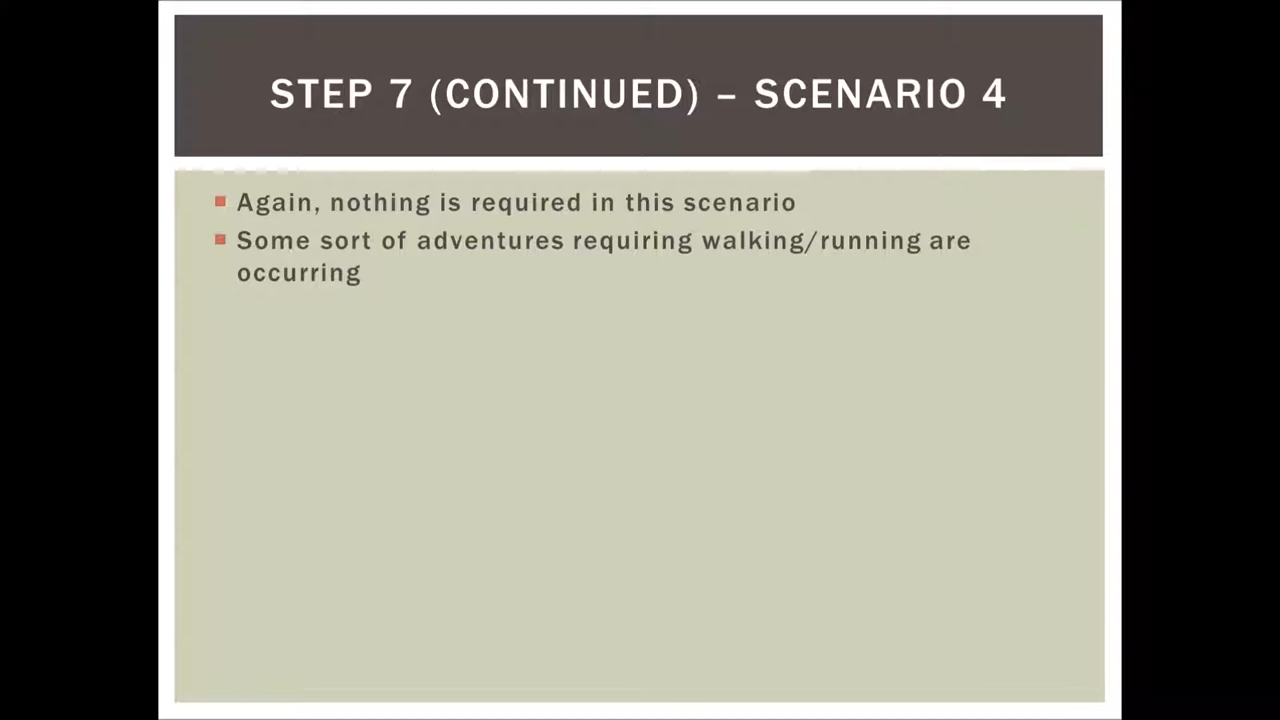 STEP 7 (CONTINUED) – SCENARIO 4
Again, nothing is required in this scenario
Some sort of adventures requiring walking/running are
occurring